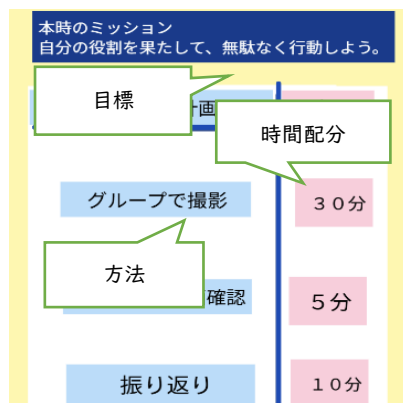 本時のミッション
自分の役割を果たして、無駄なく行動しよう。
目標
計画
時間配分
グループで撮影
30分
方法
確認
5分
振り返り
10分